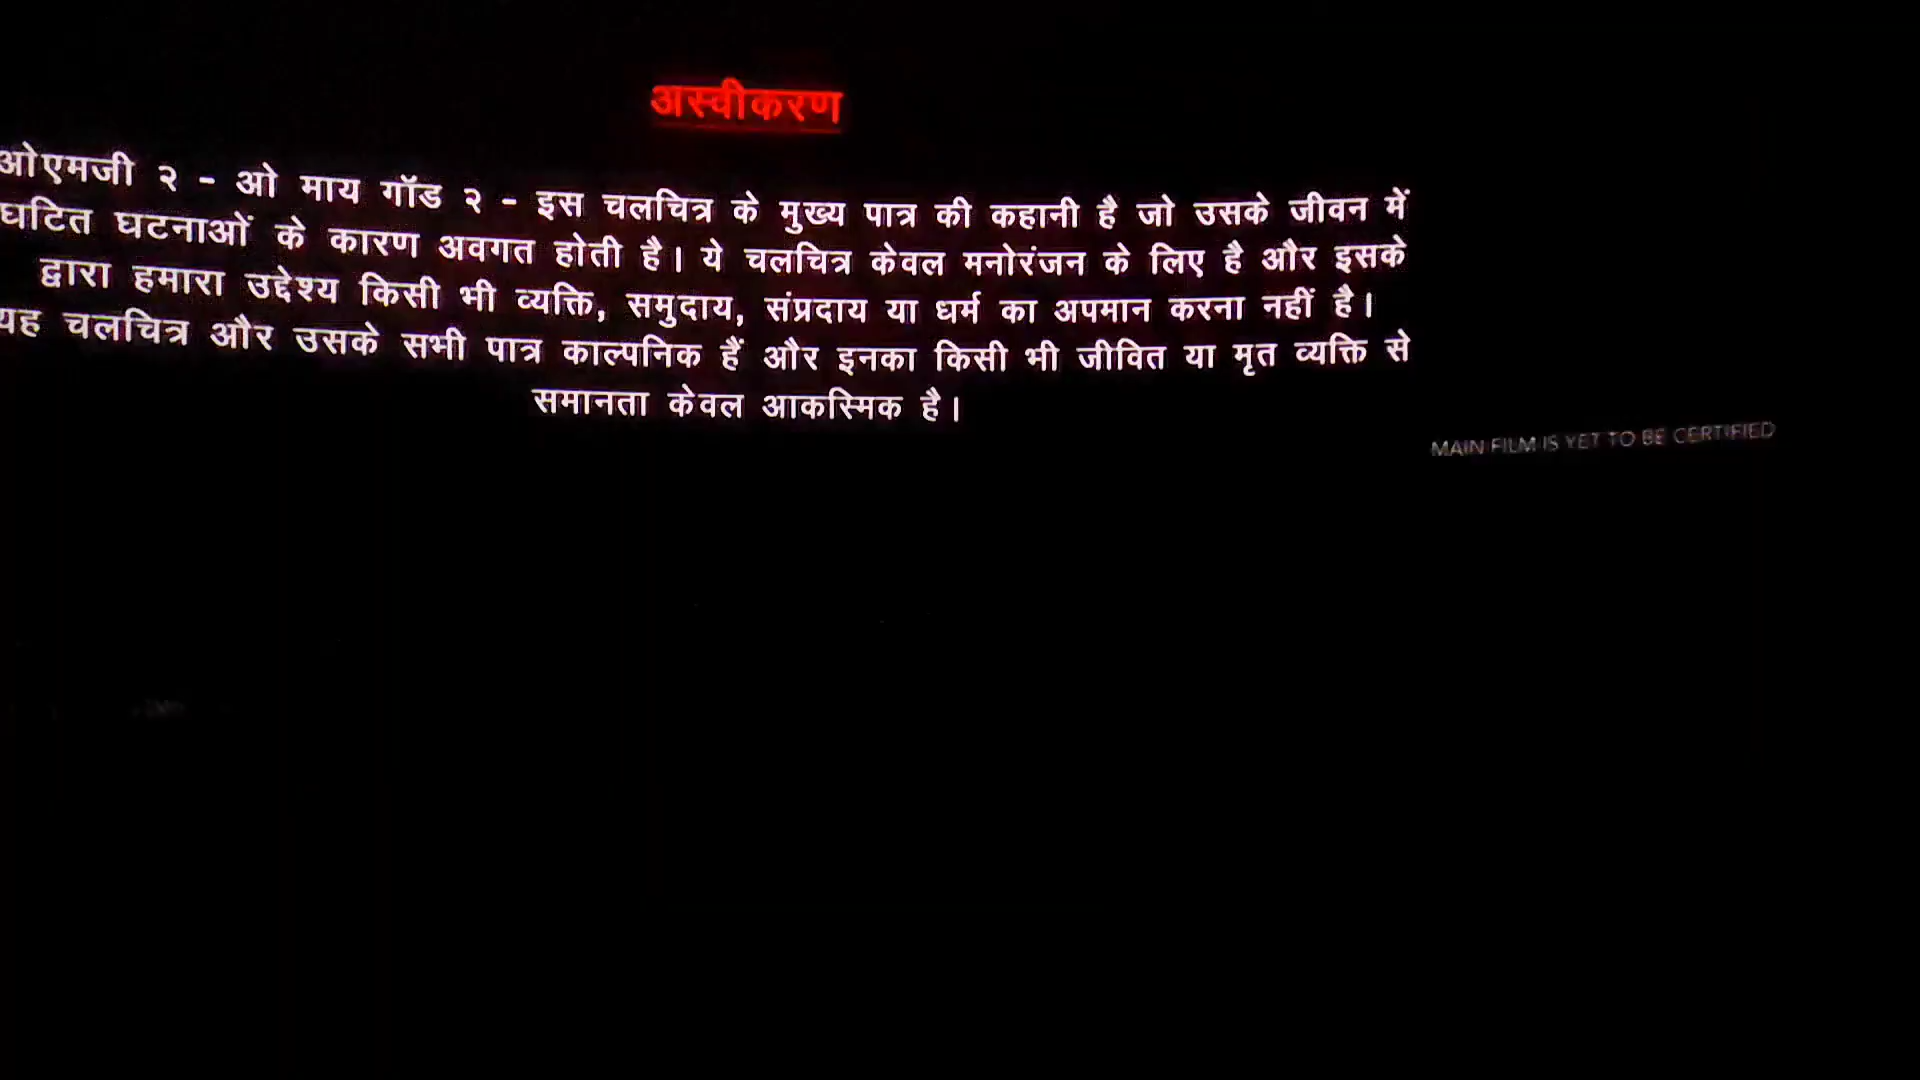 अस्वीकरण
ओएमजी २ - ओ माय गॉड २ - इस चलचित्र के मुख्य पात्र की कहानी है जो उसके जीवन में
घटित घटनाओं के कारण अवगत होती है। ये चलचित्र केवल मनोरंजन के लिए है और इसके
द्वारा हमारा उद्देश्य किसी भी व्यक्ति, समुदाय, संप्रदाय या धर्म का अपमान करना नहीं है।
यह चलचित्र और उसके सभी पात्र काल्पनिक हैं और इनका किसी भी जीवित या मृत व्यक्ति से
समानता केवल आकस्मिक है।
MAIN FILM IS YET TO BE CERTIFIED